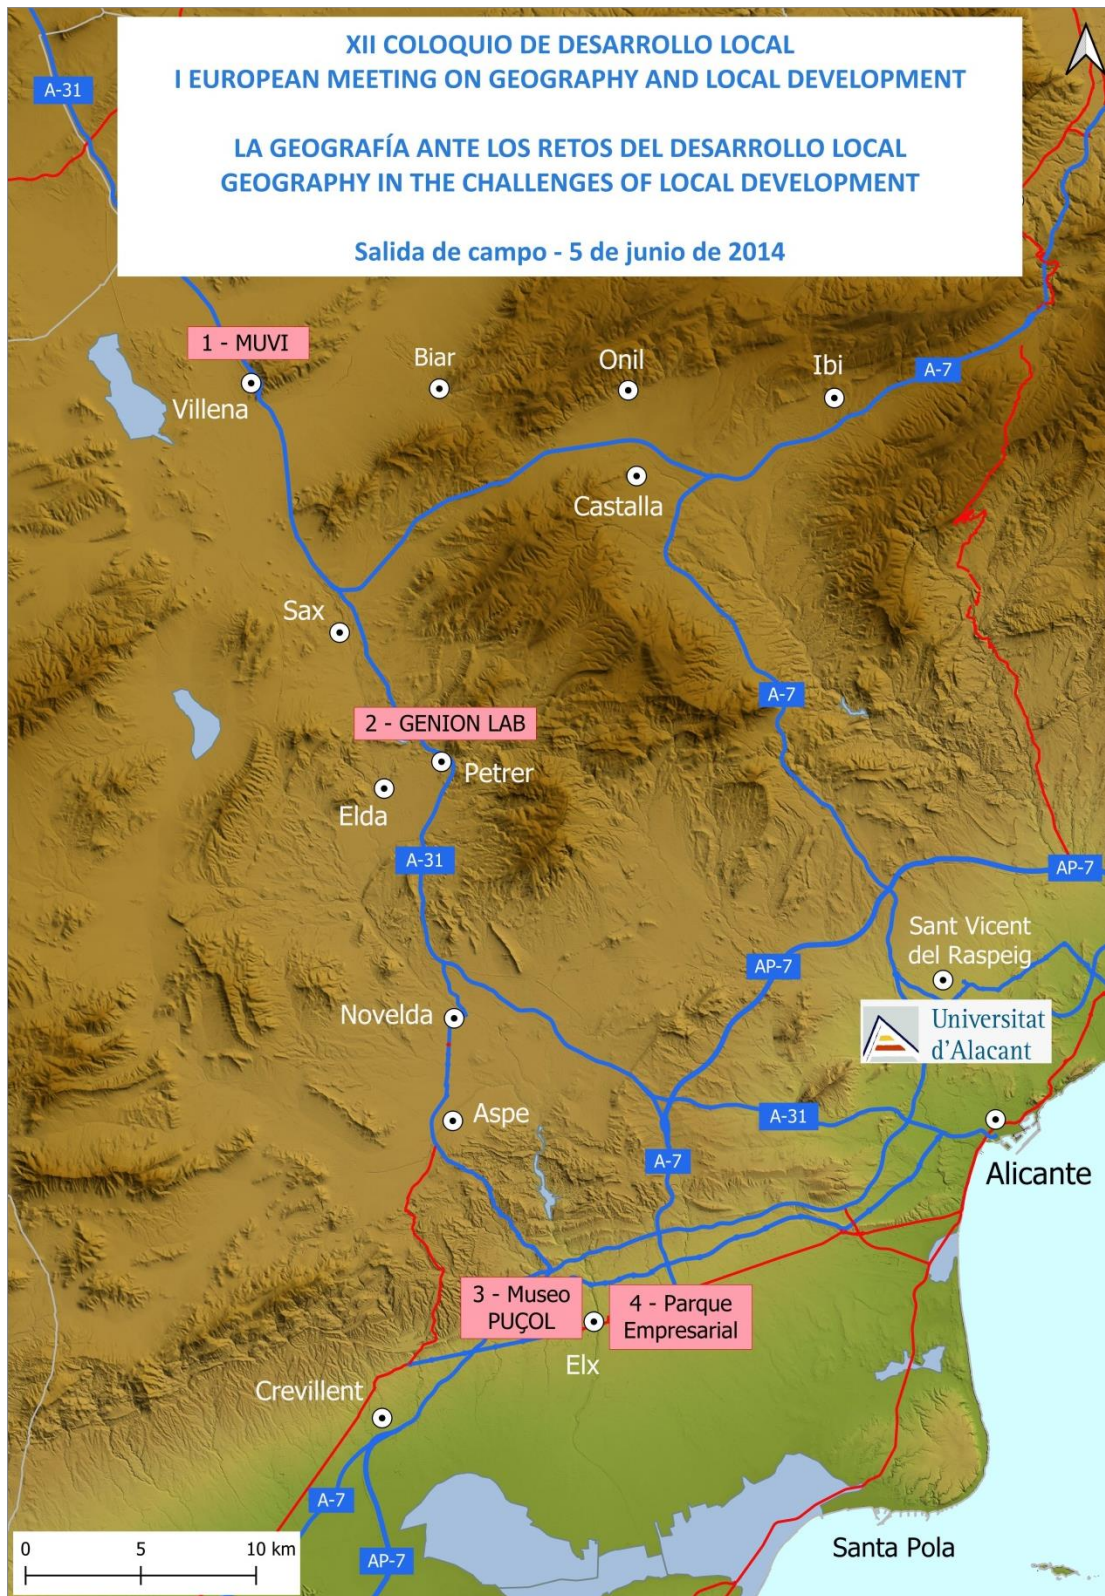 XII COLOQUIO DE DESARROLLO LOCAL
I EUROPEAN MEETING ON GEOGRAPHY AND LOCAL DEVELOPMENT
LA GEOGRAFÍA ANTE LOS RETOS DEL DESARROLLO LOCAL
GEOGRAPHY IN THE CHALLENGES OF LOCAL DEVELOPMENT
Salida de campo - 5 de junio de 2014
A-31
1 - MUVI
Villena
Biar
Onil
Ibi
A-7
Castalla
Sax
A-7
2 - GENION LAB
Petrer
Elda
A-31
AP-7
Sant Vicent
del Raspeig
AP-7
Universitat
d'Alacant
Novelda
Aspe
A-31
A-7
Alicante
3 - Museo
PUÇOL
4 - Parque
Empresarial
Elx
Crevillent
A-7
AP-7
Santa Pola
0 5 10 km